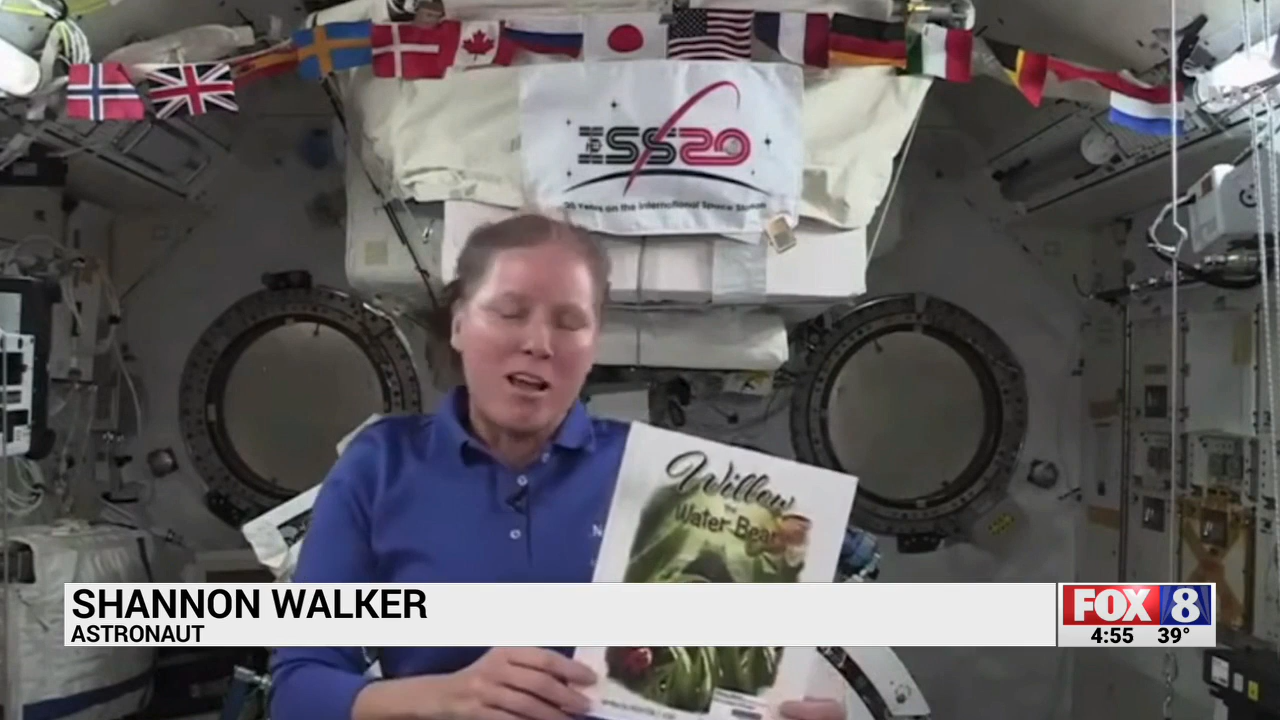 ISS20
20 Years on the International Space Station
Willow
the
Water Bear
SHANNON WALKER
ASTRONAUT
FOX 8
4:55 39°